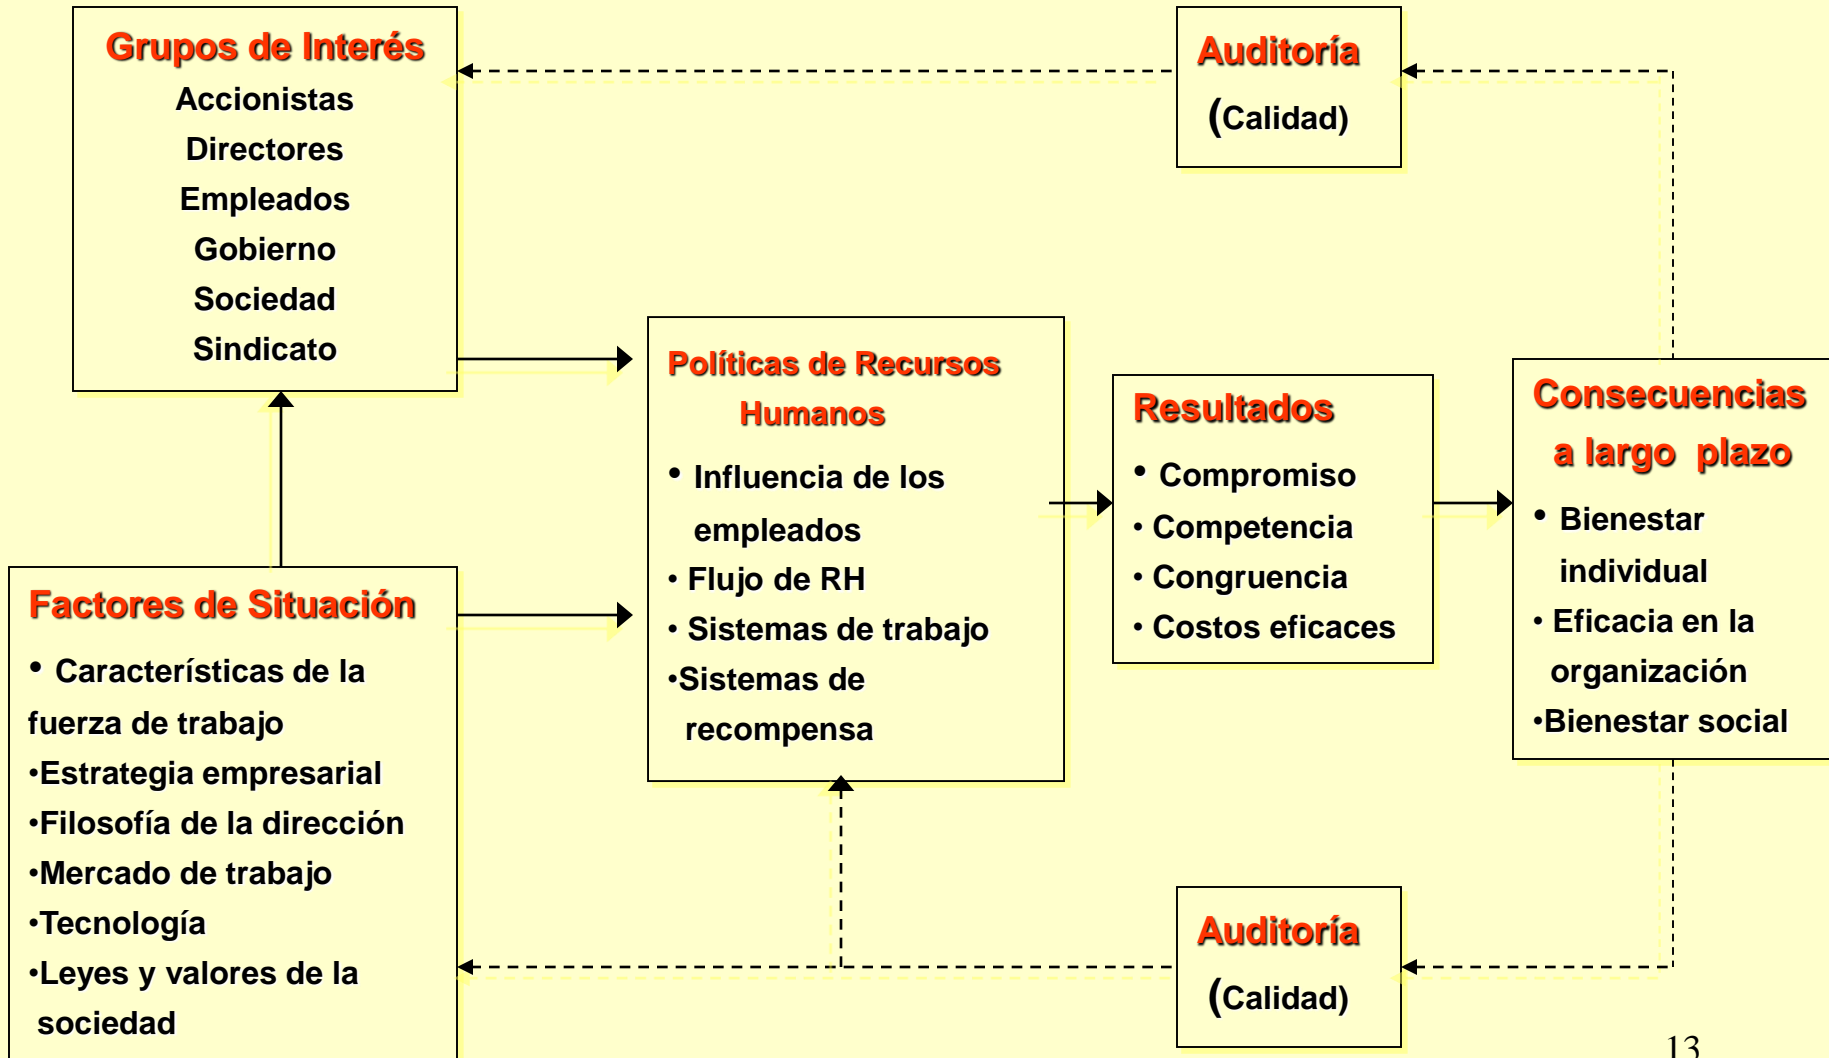 Grupos de Interés
Accionistas
Directores
Empleados
Gobierno
Sociedad
Sindicato
Auditoría
(Calidad)
Políticas de Recursos
Humanos
• Influencia de los
empleados
• Flujo de RH
• Sistemas de trabajo
•Sistemas de
recompensa
Resultados
• Compromiso
• Competencia
• Congruencia
• Costos eficaces
Consecuencias
a largo plazo
• Bienestar
individual
• Eficacia en la
organización
•Bienestar social
Factores de Situación
• Características de la
fuerza de trabajo
•Estrategia empresarial
•Filosofía de la dirección
•Mercado de trabajo
•Tecnología
•Leyes y valores de la
sociedad
Auditoría
(Calidad)
13